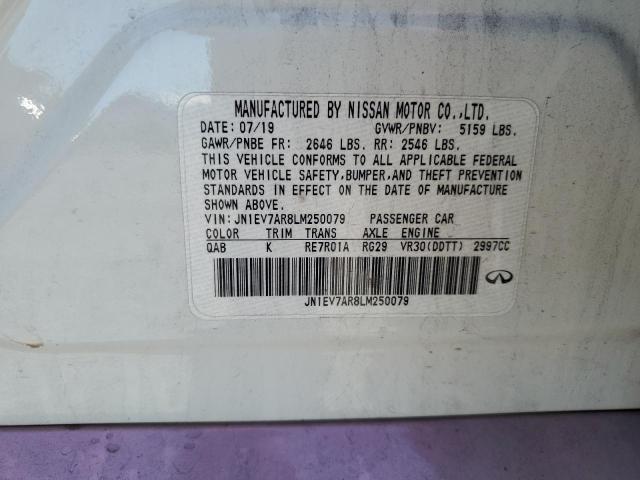 MANUFACTURED BY NISSAN MOTOR CO.,LTD.
DATE: 07/19 GVWR/PNBV: 5159 LBS.
GAWR/PNBE FR: 2646 LBS. RR: 2546 LBS.
THIS VEHICLE CONFORMS TO ALL APPLICABLE FEDERAL
MOTOR VEHICLE SAFETY,BUMPER,AND THEFT PREVENTION
STANDARDS IN EFFECT ON THE DATE OF MANUFACTURE
SHOWN ABOVE.
VIN: JN1EV7AR8LM250079 PASSENGER CAR
COLOR TRIM TRANS AXLE ENGINE
QAB K RE7R01A RG29 VR30(DDTT) 2997CC
JN1EV7AR8LM250079